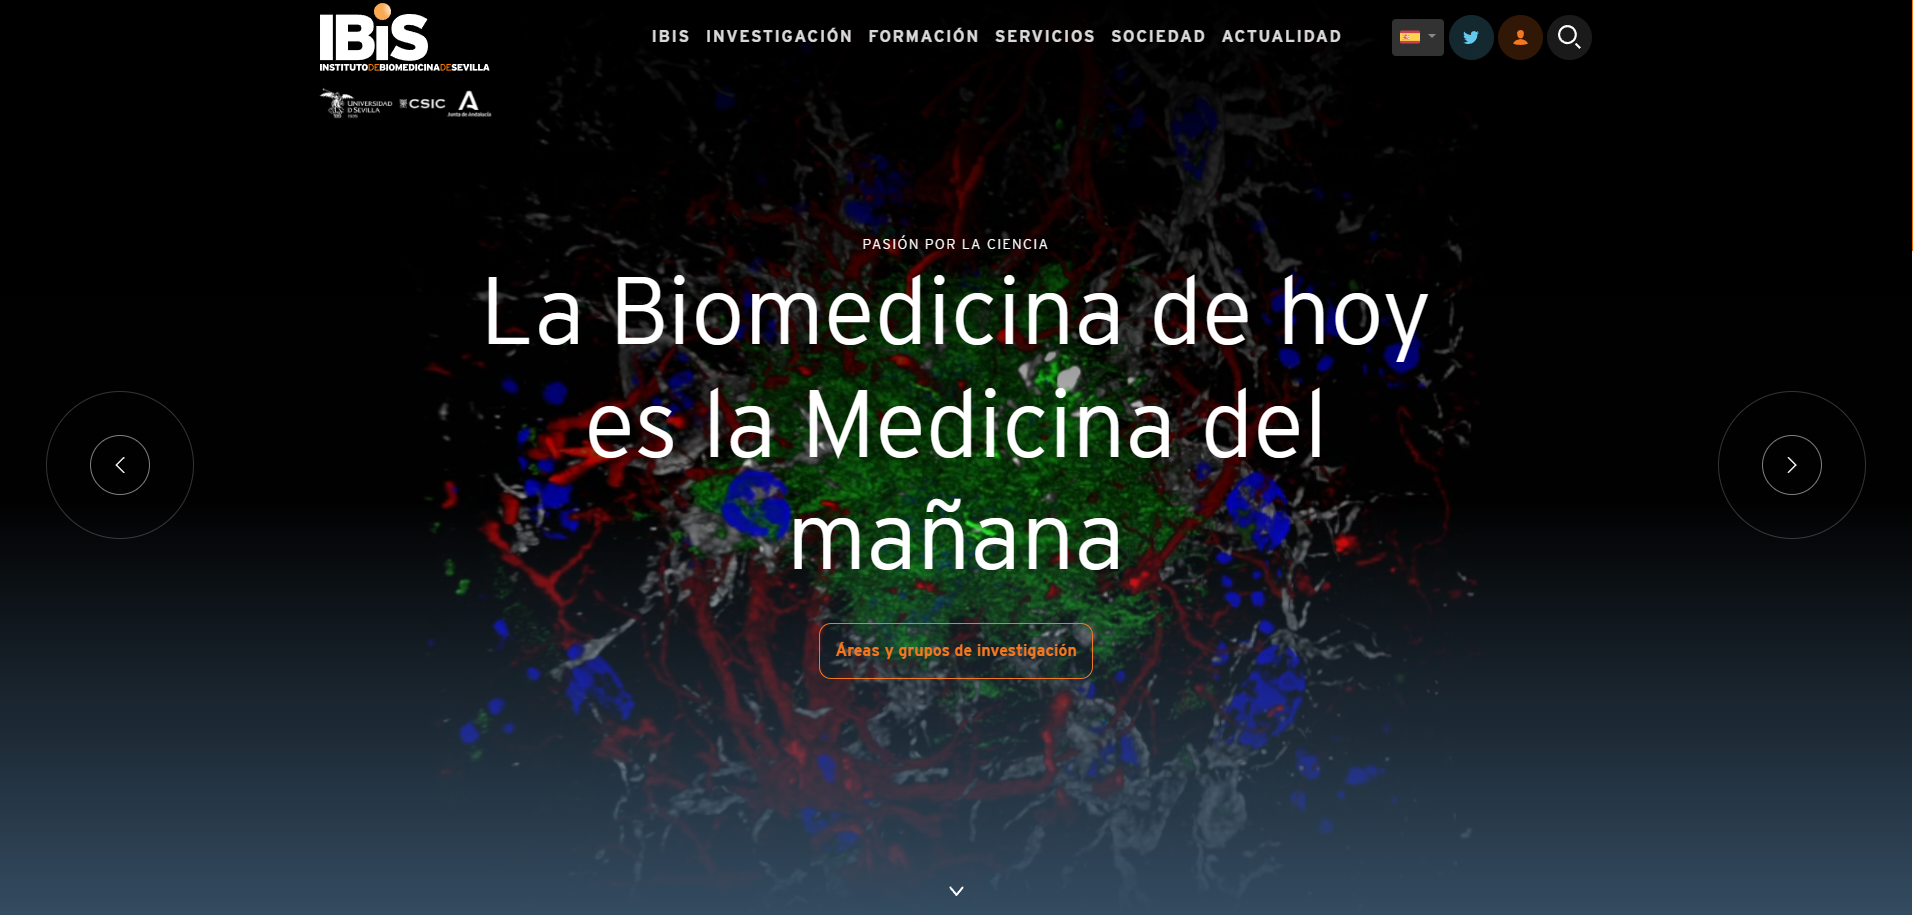 IBiS
INSTITUTODEBIOMEDICINADESEVILLA
UNIVERSIDAD
D SEVILLA
1505
CSIC
Junta de Andalucía
IBIS INVESTIGACIÓN FORMACIÓN SERVICIOS SOCIEDAD ACTUALIDAD
PASIÓN POR LA CIENCIA
La Biomedicina de hoy
es la Medicina del
mañana
Áreas y grupos de investigación